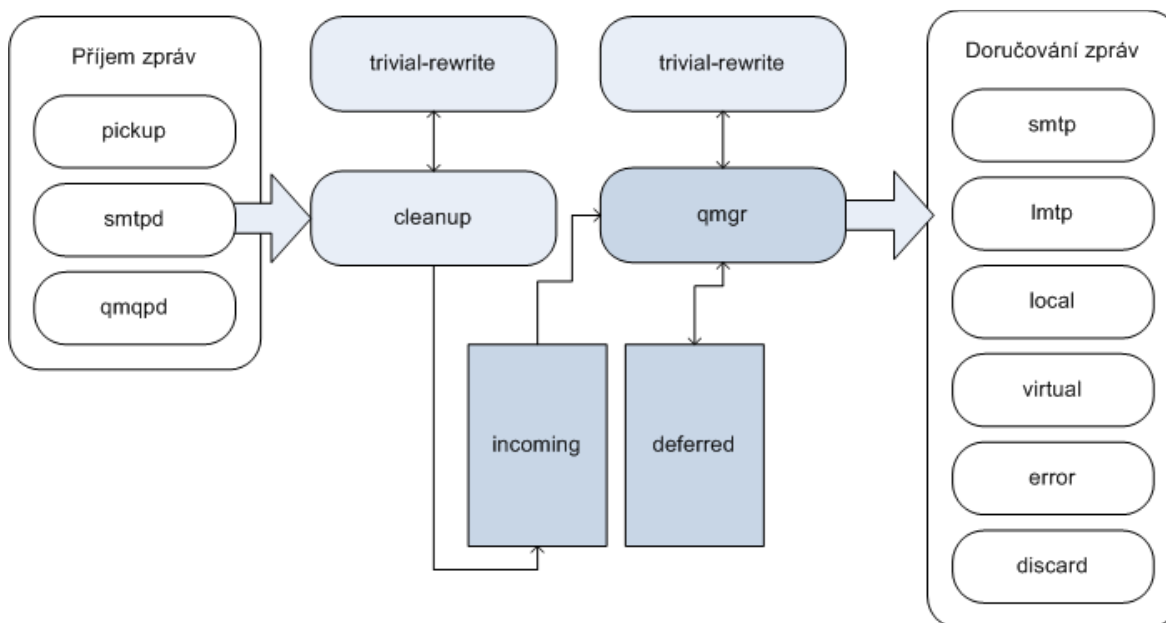 Příjem zpráv
pickup
smtpd
qmqpd
trivial-rewrite
cleanup
trivial-rewrite
qmgr
incoming
deferred
Doručování zpráv
smtp
lmtp
local
virtual
error
discard